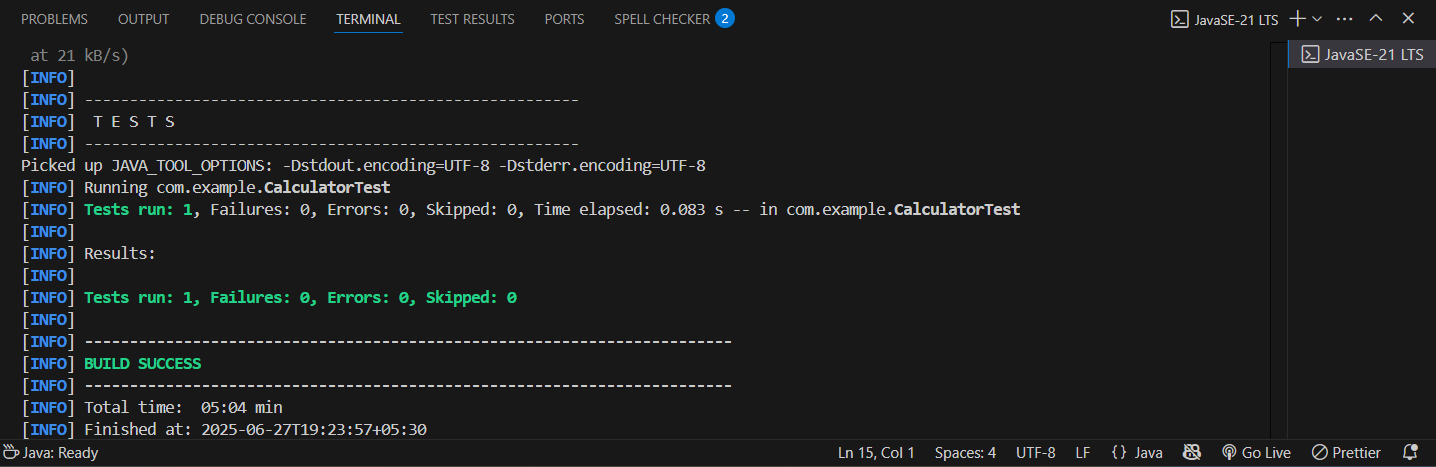 PROBLEMS OUTPUT DEBUG CONSOLE TERMINAL TEST RESULTS PORTS SPELL CHECKER 2 JavaSE-21 LTS
at 21 kB/s)
JavaSE-21 LTS
[INFO]
[INFO] -------------------------------------------------------
[INFO]  T E S T S
[INFO] -------------------------------------------------------
Picked up JAVA_TOOL_OPTIONS: -Dstdout.encoding=UTF-8 -Dstderr.encoding=UTF-8
[INFO] Running com.example.CalculatorTest
[INFO] Tests run: 1, Failures: 0, Errors: 0, Skipped: 0, Time elapsed: 0.083 s -- in com.example.CalculatorTest
[INFO]
[INFO] Results:
[INFO]
[INFO] Tests run: 1, Failures: 0, Errors: 0, Skipped: 0
[INFO]
[INFO] ------------------------------------------------------------------------
[INFO] BUILD SUCCESS
[INFO] ------------------------------------------------------------------------
[INFO] Total time:  05:04 min
[INFO] Finished at: 2025-06-27T19:23:57+05:30
Java: Ready Ln 15, Col 1 Spaces: 4 UTF-8 LF {} Java Go Live Prettier